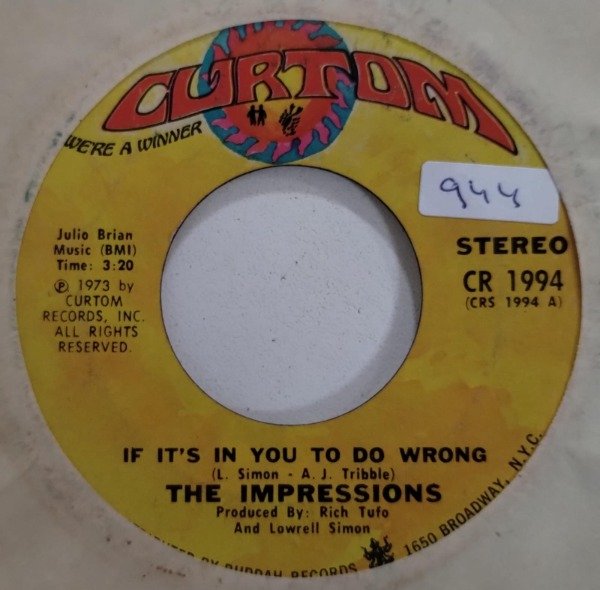 CURTOM
WE'RE A WINNER
944
Julio Brian
Music (BMI)
Time: 3:20
℗ 1973 by
CURTOM
RECORDS, INC.
ALL RIGHTS
RESERVED.
STEREO
CR 1994
(CRS 1994 A)
IF IT'S IN YOU TO DO WRONG
(L. Simon - A. J. Tribble)
THE IMPRESSIONS
Produced By: Rich Tufo
And Lowrell Simon
BY BUDDAH RECORDS 1650 BROADWAY, N.Y.C.